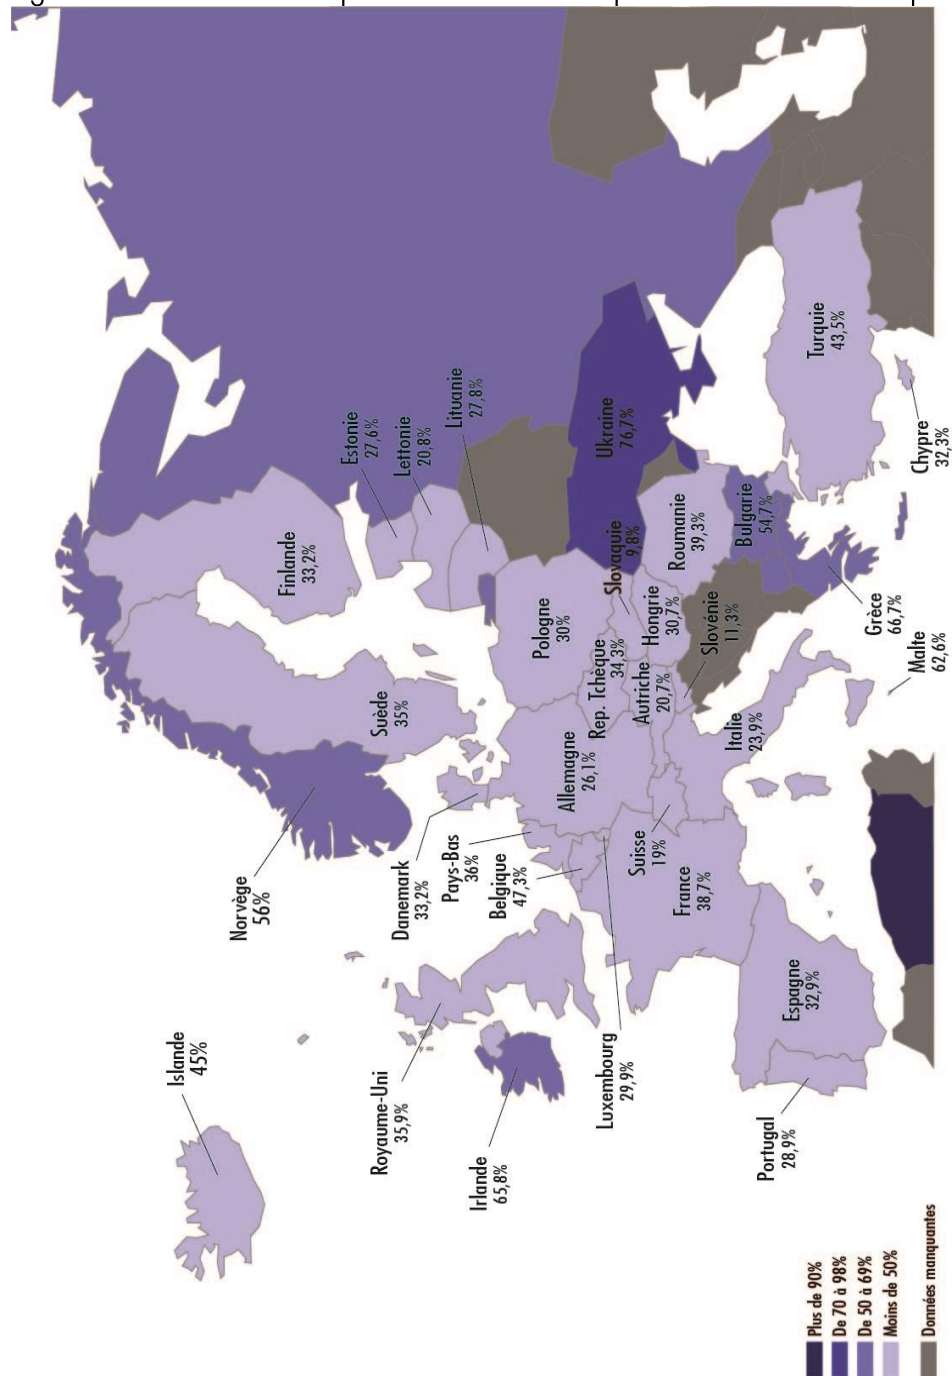 Islande
45%
Norvège
56%
Finlande
33,2%
Estonie
27,6%
Royaume-Uni
35,9%
Suède
35%
Danemark
33,2%
Lettonie
20,8%
Pays-Bas
36%
Lituanie
27,8%
Irlande
65,8%
Belgique
47,3%
Pologne
30%
Allemagne
26,1%
Rep. Tchèque
34,3%
Luxembourg
29,9%
Ukraine
76,7%
Slovaquie
9,8%
Suisse
19%
Autriche
20,7%
Hongrie
30,7%
Roumanie
39,3%
France
38,7%
Slovénie
11,3%
Italie
23,9%
Bulgarie
54,7%
Portugal
28,9%
Espagne
32,9%
Turquie
43,5%
Grèce
66,7%
Malte
62,6%
Chypre
32,3%
Plus de 90%
De 70 à 98%
De 50 à 69%
Moins de 50%
Données manquantes